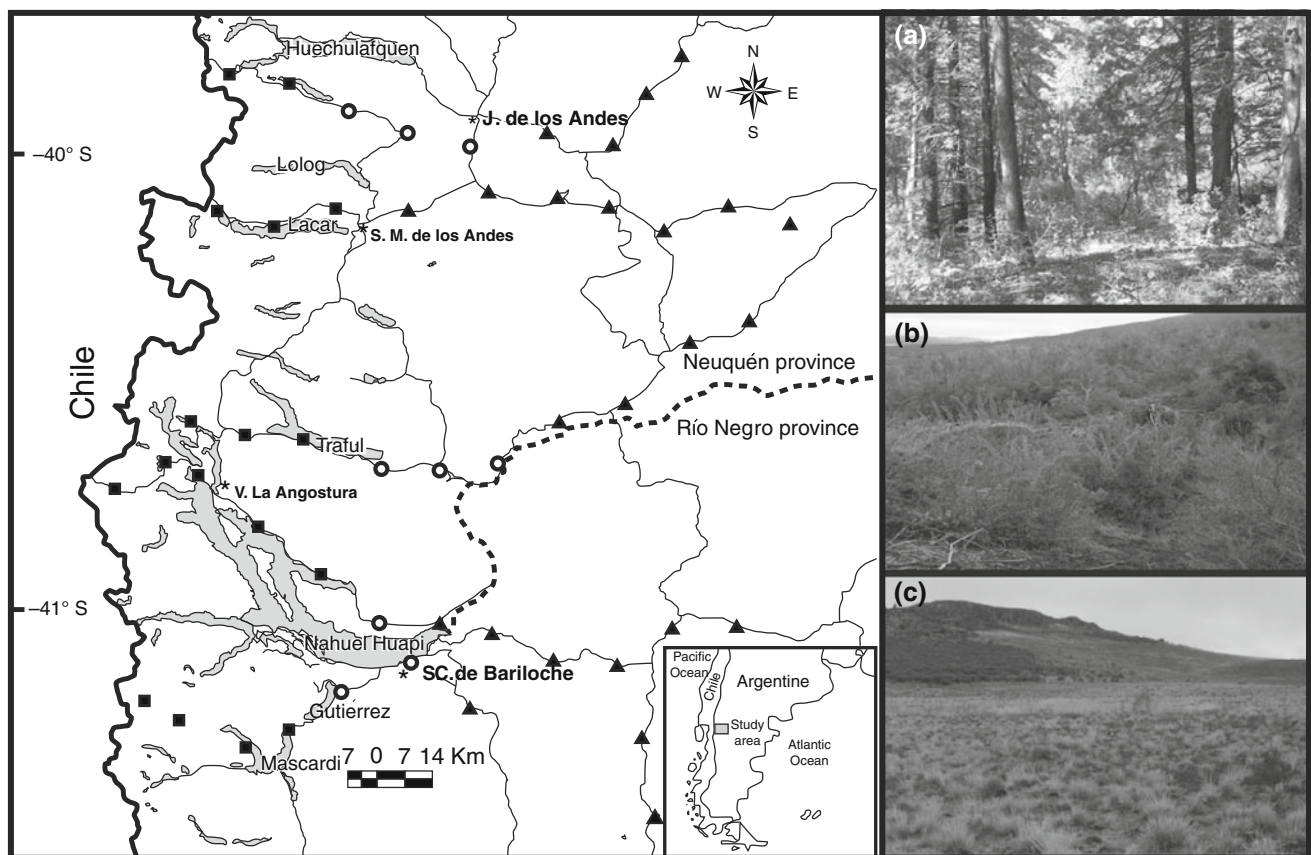 Huechulafquen
J. de los Andes
N
W E
S
–40° S
Lolog
Lacar
S. M. de los Andes
Chile
Neuquén province
Río Negro province
Traful
V. La Angostura
–41° S
Nahuel Huapi
SC.de Bariloche
Gutierrez
Mascardi
7 0 7 14 Km
Pacific
Ocean
Chile
Argentine
Study
area
Atlantic
Ocean
(a)
(b)
(c)